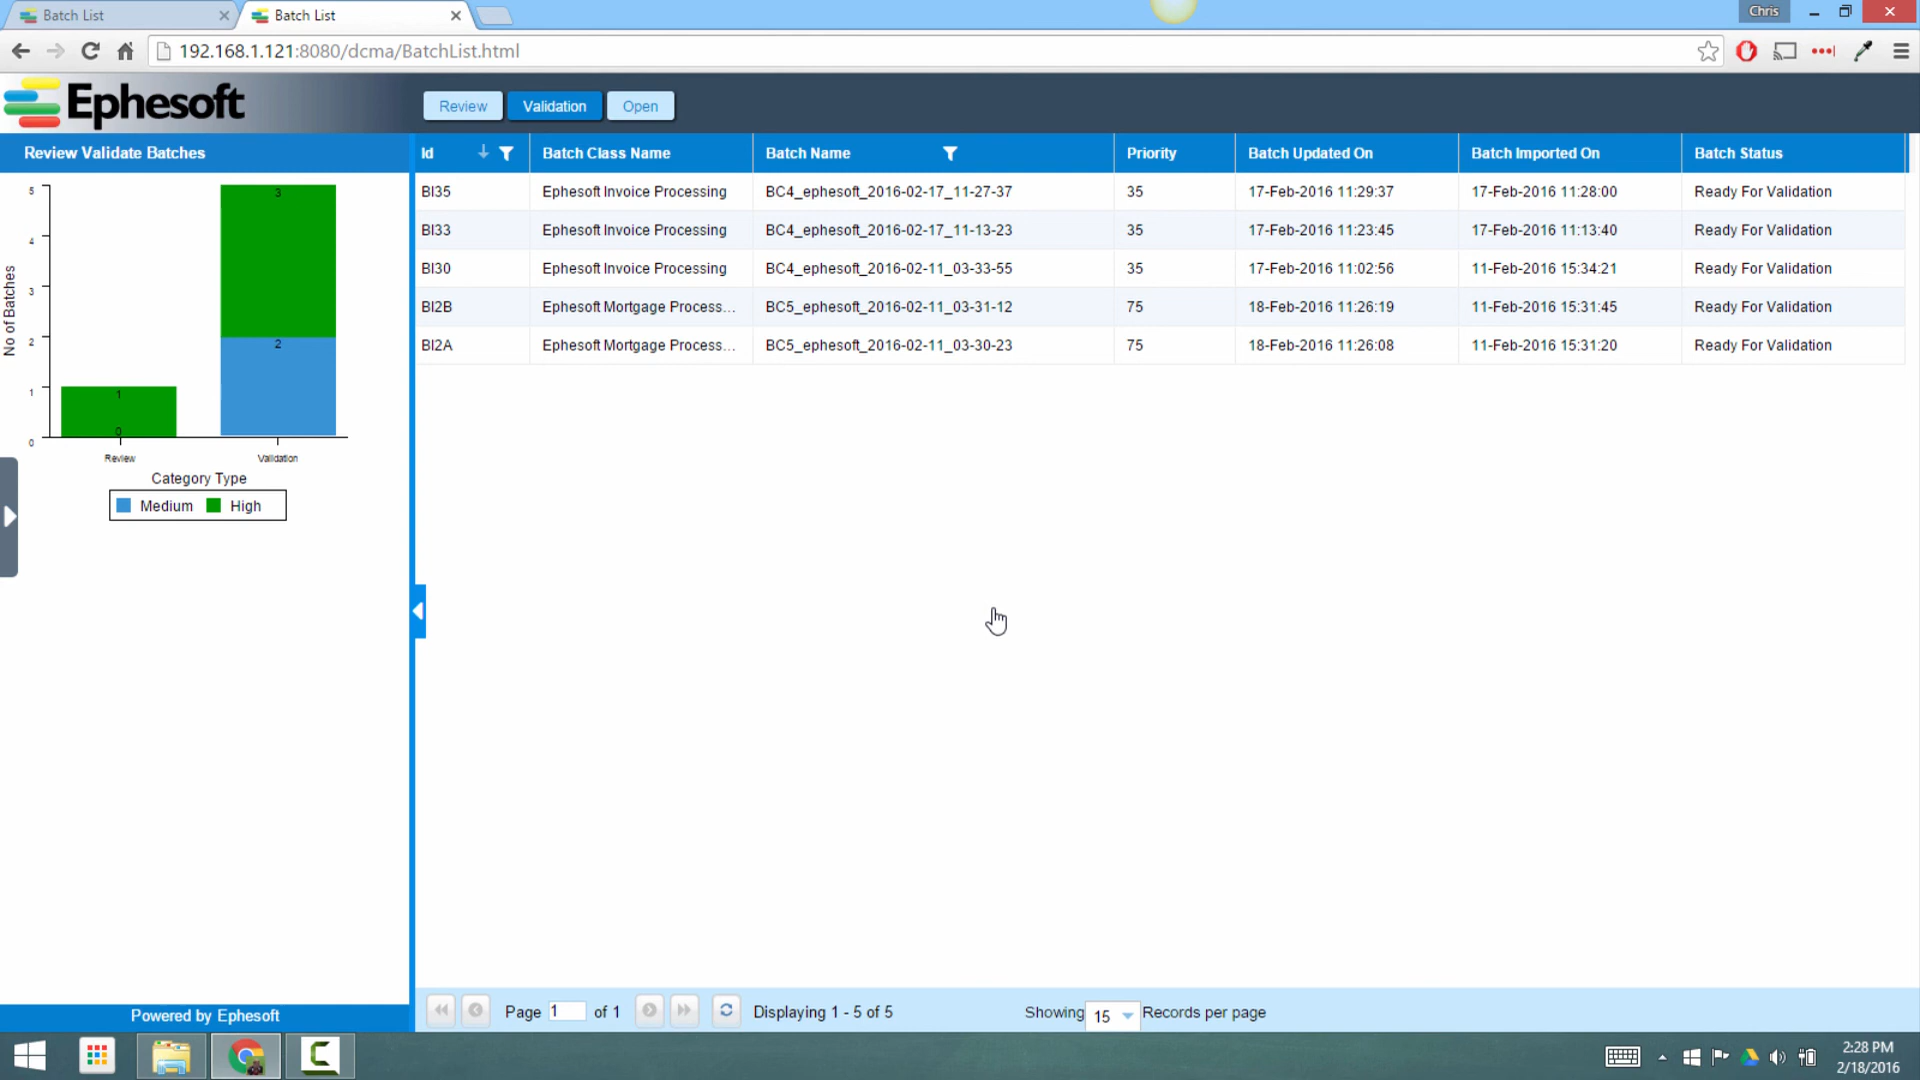 Batch List
Batch List
Chris
192.168.1.121:8080/dcma/BatchList.html
Ephesoft
Review Validation Open
Review Validate Batches
Id Batch Class Name Batch Name Priority Batch Updated On Batch Imported On Batch Status
BI35 Ephesoft Invoice Processing BC4_ephesoft_2016-02-17_11-27-37 35 17-Feb-2016 11:29:37 17-Feb-2016 11:28:00 Ready For Validation
BI33 Ephesoft Invoice Processing BC4_ephesoft_2016-02-17_11-13-23 35 17-Feb-2016 11:23:45 17-Feb-2016 11:13:40 Ready For Validation
BI30 Ephesoft Invoice Processing BC4_ephesoft_2016-02-11_03-33-55 35 17-Feb-2016 11:02:56 11-Feb-2016 15:34:21 Ready For Validation
BI2B Ephesoft Mortgage Process... BC5_ephesoft_2016-02-11_03-31-12 75 18-Feb-2016 11:26:19 11-Feb-2016 15:31:45 Ready For Validation
BI2A Ephesoft Mortgage Process... BC5_ephesoft_2016-02-11_03-30-23 75 18-Feb-2016 11:26:08 11-Feb-2016 15:31:20 Ready For Validation
No of Batches
5
4
3
2
1
0
3
2
1
0
Review Validation
Category Type
Medium High
Powered by Ephesoft
Page 1 of 1 Displaying 1 - 5 of 5 Showing 15 Records per page
2:28 PM
2/18/2016